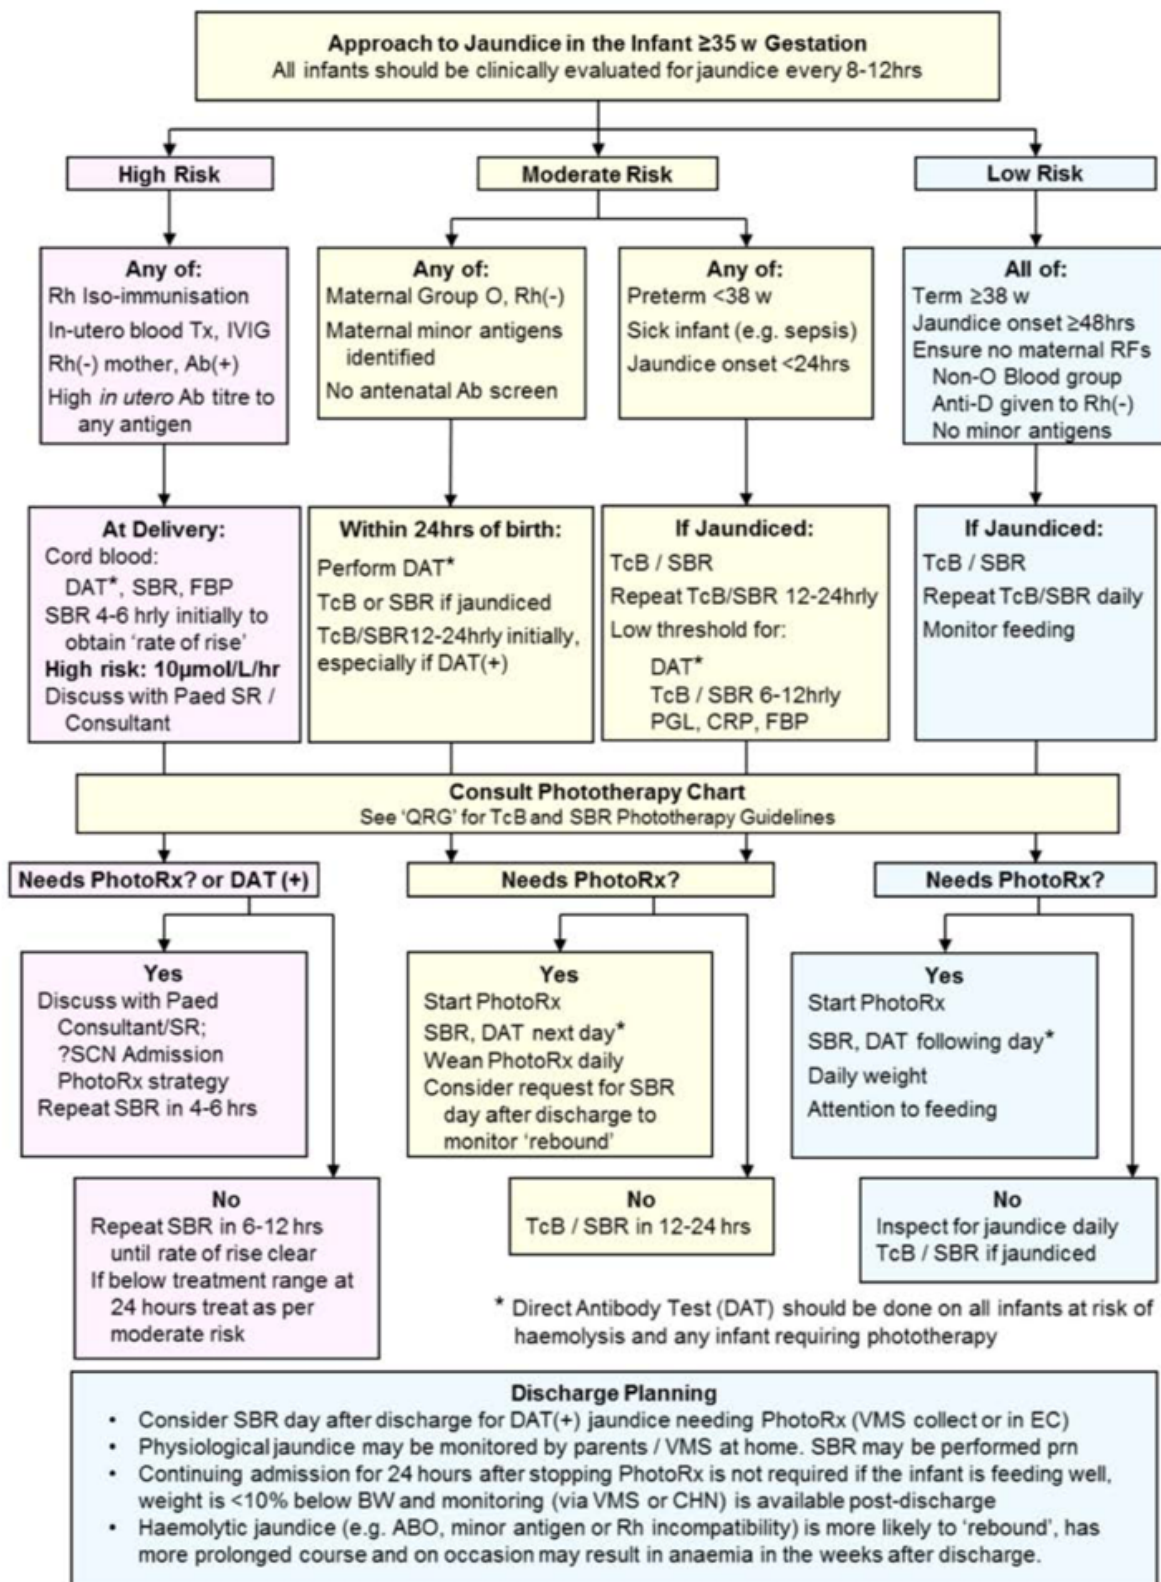 Approach to Jaundice in the Infant ≥35 w Gestation
All infants should be clinically evaluated for jaundice every 8-12hrs
High Risk
Moderate Risk
Low Risk
Any of:
Rh Iso-immunisation
In-utero blood Tx, IVIG
Rh(-) mother, Ab(+)
High in utero Ab titre to
any antigen
Any of:
Maternal Group O, Rh(-)
Maternal minor antigens
identified
No antenatal Ab screen
Any of:
Preterm <38 w
Sick infant (e.g. sepsis)
Jaundice onset <24hrs
All of:
Term ≥38 w
Jaundice onset ≥48hrs
Ensure no maternal RFs
Non-O Blood group
Anti-D given to Rh(-)
No minor antigens
At Delivery:
Cord blood:
DAT*, SBR, FBP
SBR 4-6 hrly initially to
obtain 'rate of rise'
High risk: 10µmol/L/hr
Discuss with Paed SR /
Consultant
Within 24hrs of birth:
Perform DAT*
TcB or SBR if jaundiced
TcB/SBR12-24hrly initially,
especially if DAT(+)
If Jaundiced:
TcB / SBR
Repeat TcB/SBR 12-24hrly
Low threshold for:
DAT*
TcB / SBR 6-12hrly
PGL, CRP, FBP
If Jaundiced:
TcB / SBR
Repeat TcB/SBR daily
Monitor feeding
Consult Phototherapy Chart
See 'QRG' for TcB and SBR Phototherapy Guidelines
Needs PhotoRx? or DAT (+)
Needs PhotoRx?
Needs PhotoRx?
Yes
Discuss with Paed
Consultant/SR;
?SCN Admission
PhotoRx strategy
Repeat SBR in 4-6 hrs
Yes
Start PhotoRx
SBR, DAT next day*
Wean PhotoRx daily
Consider request for SBR
day after discharge to
monitor 'rebound'
Yes
Start PhotoRx
SBR, DAT following day*
Daily weight
Attention to feeding
No
Repeat SBR in 6-12 hrs
until rate of rise clear
If below treatment range at
24 hours treat as per
moderate risk
No
TcB / SBR in 12-24 hrs
No
Inspect for jaundice daily
TcB / SBR if jaundiced
* Direct Antibody Test (DAT) should be done on all infants at risk of
haemolysis and any infant requiring phototherapy
Discharge Planning
• Consider SBR day after discharge for DAT(+) jaundice needing PhotoRx (VMS collect or in EC)
• Physiological jaundice may be monitored by parents / VMS at home. SBR may be performed prn
• Continuing admission for 24 hours after stopping PhotoRx is not required if the infant is feeding well,
weight is <10% below BW and monitoring (via VMS or CHN) is available post-discharge
• Haemolytic jaundice (e.g. ABO, minor antigen or Rh incompatibility) is more likely to 'rebound', has
more prolonged course and on occasion may result in anaemia in the weeks after discharge.